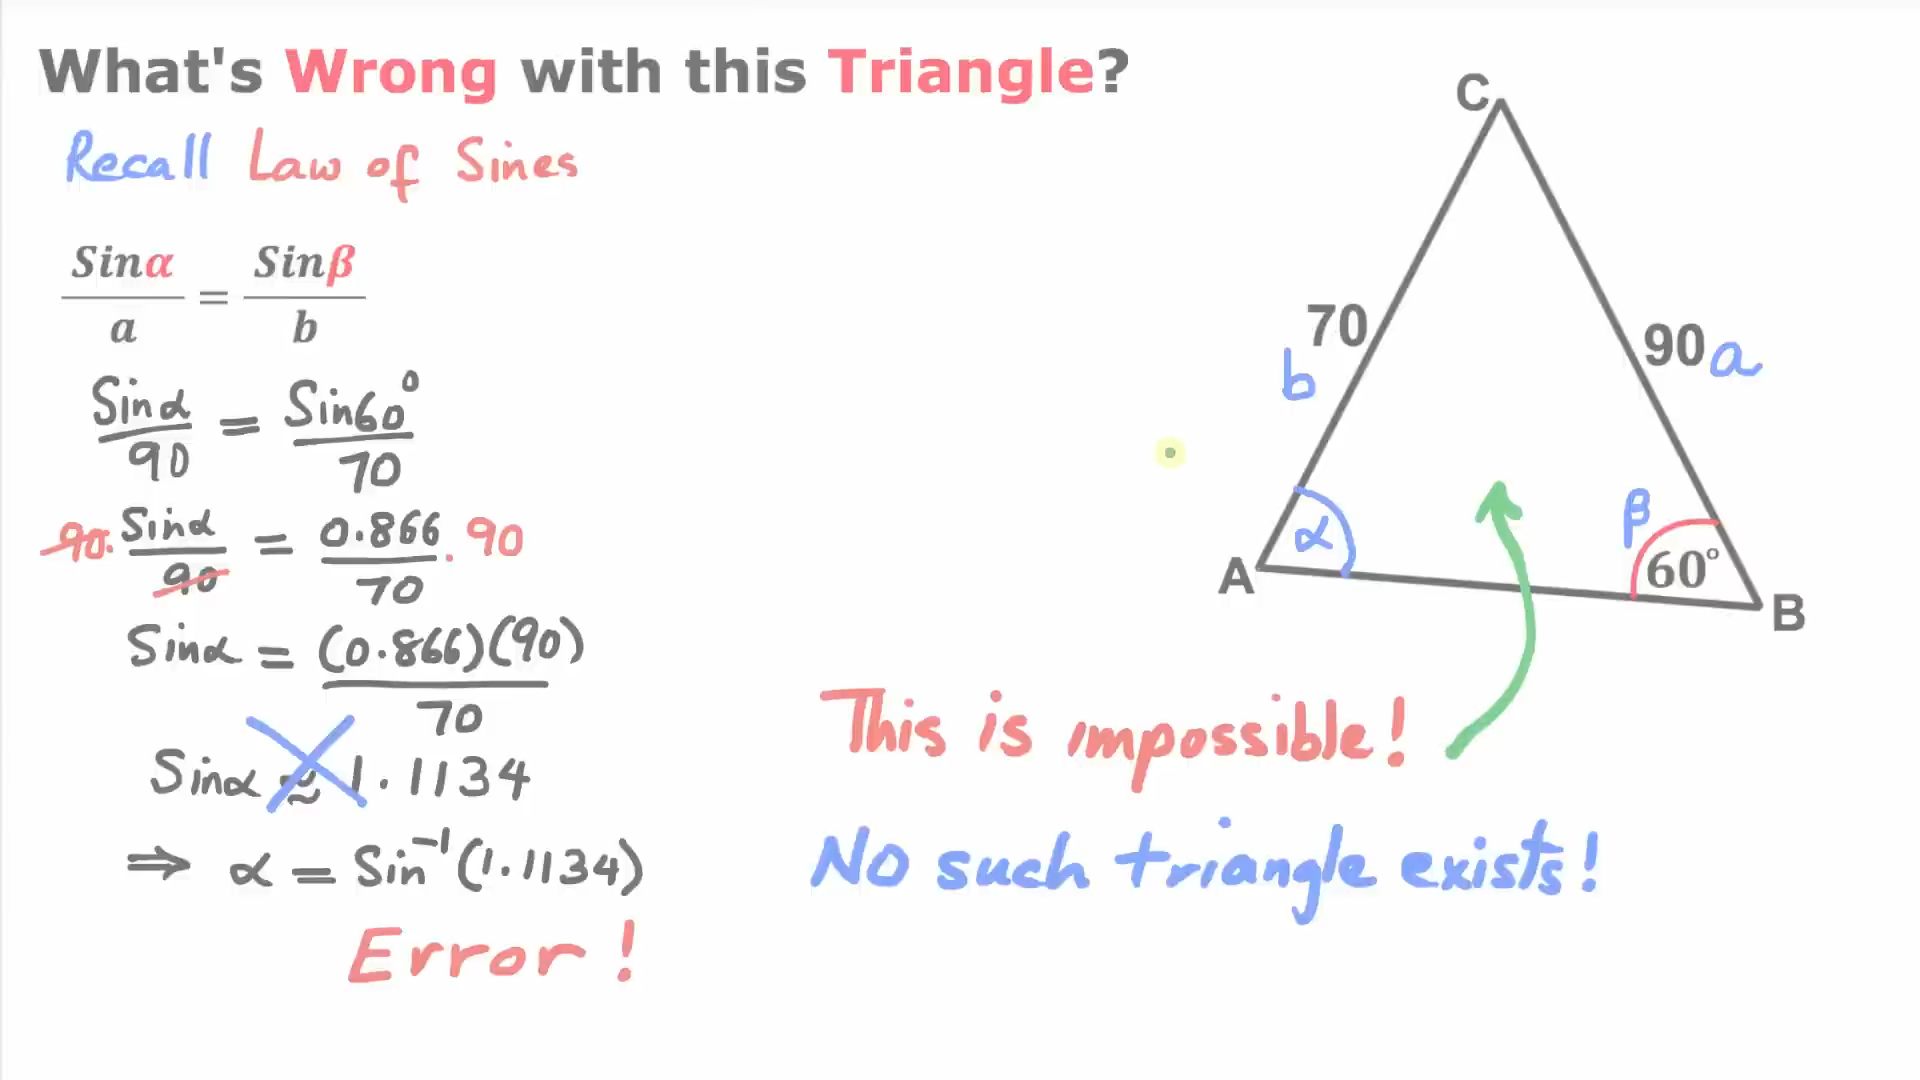 What's Wrong with this Triangle?
Recall Law of Sines
Sinα/a = Sinβ/b
Sinα/90 = Sin60°/70
90· Sinα/90 = 0.866/70 · 90
Sinα = (0.866)(90)/70
Sinα ≈ 1.1134
⇒ α = Sin⁻¹(1.1134)
Error!
C
70
b
90 a
A
α
β
60°
B
This is impossible!
No such triangle exists!